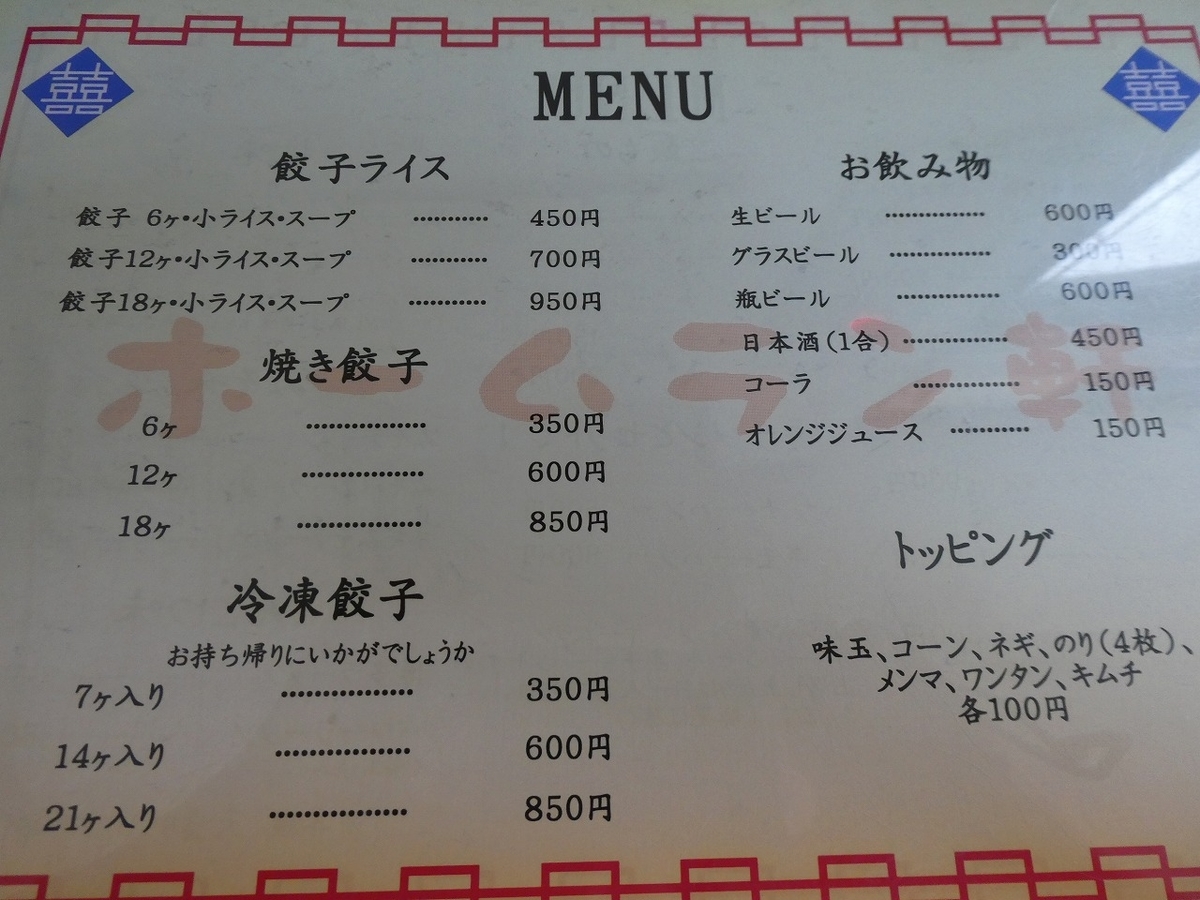 囍
囍
MENU
餃子ライス
餃子 6ヶ・小ライス・スープ ………… 450円
餃子12ヶ・小ライス・スープ ………… 700円
餃子18ヶ・小ライス・スープ ………… 950円
焼き餃子
6ヶ ………… 350円
12ヶ ………… 600円
18ヶ ………… 850円
冷凍餃子
お持ち帰りにいかがでしょうか
7ヶ入り ………… 350円
14ヶ入り ………… 600円
21ヶ入り ………… 850円
お飲み物
生ビール ………… 600円
グラスビール ………… 300円
瓶ビール ………… 600円
日本酒(1合) ………… 450円
コーラ ………… 150円
オレンジジュース ………… 150円
トッピング
味玉、コーン、ネギ、のり(4枚)、
メンマ、ワンタン、キムチ
各100円
ホームラン軒